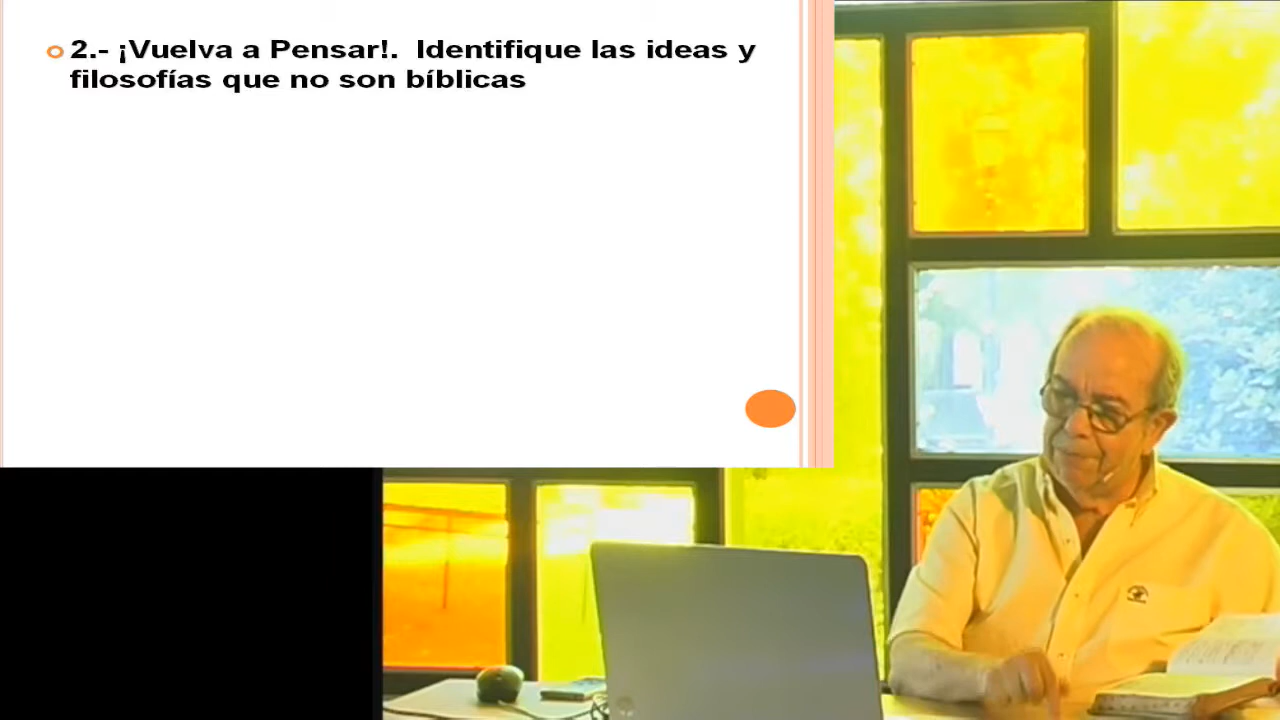 2.- ¡Vuelva a Pensar!.  Identifique las ideas y
filosofías que no son bíblicas